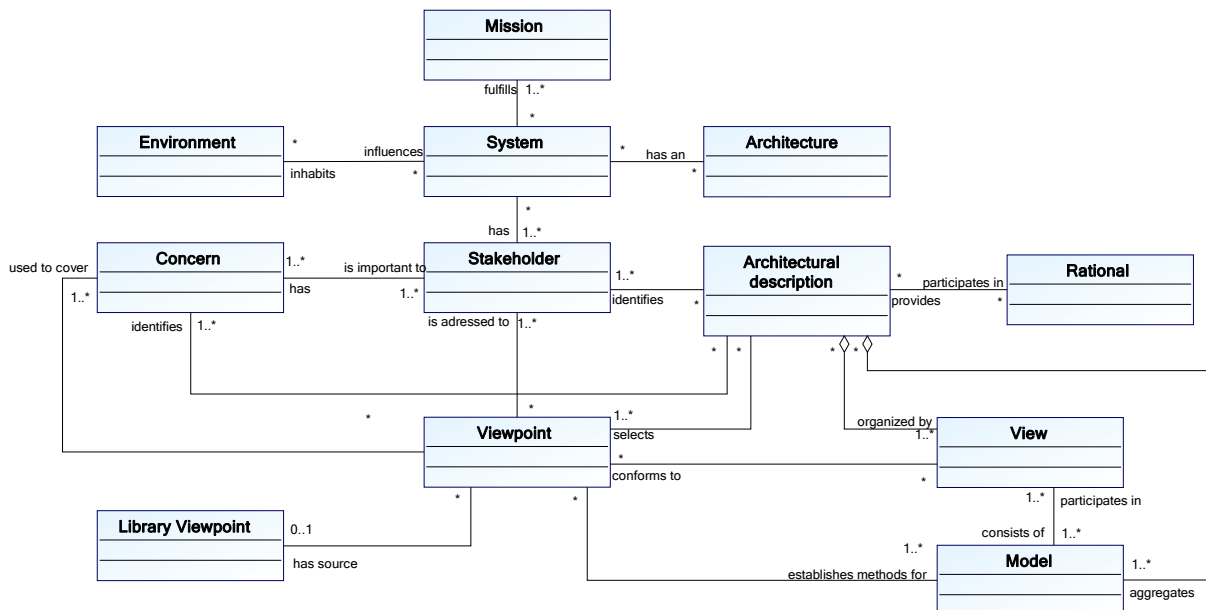 Mission
fulfills 1..*
*
Environment
*
influences
inhabits
*
System
*
has an
*
Architecture
*
has 1..*
used to cover
1..*
Concern
1..*
has
is important to
1..*
Stakeholder
1..*
identifies
*
Architectural
description
*
participates in
provides
*
Rational
identifies 1..*
is adressed to 1..*
* * * *
*
*
Viewpoint
1..*
selects
organized by
1..*
View
*
conforms to
*
1..* participates in
Library Viewpoint
0..1
has source
*
*
1..*
establishes methods for
consists of 1..*
Model
1..*
aggregates